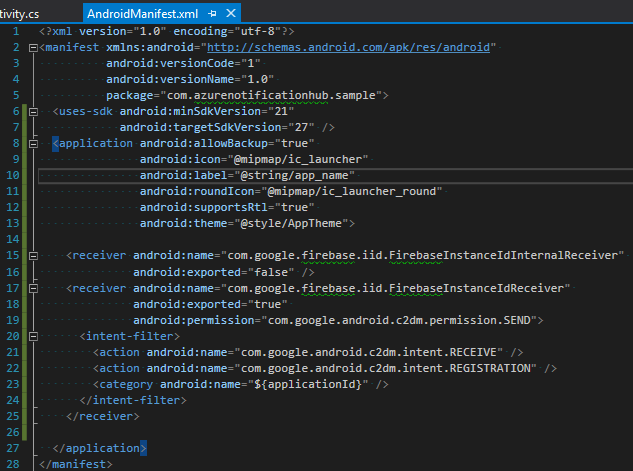 tivity.cs
AndroidManifest.xml
1 <?xml version="1.0" encoding="utf-8"?>
2 <manifest xmlns:android="http://schemas.android.com/apk/res/android"
3 android:versionCode="1"
4 android:versionName="1.0"
5 package="com.azurenotificationhub.sample">
6 <uses-sdk android:minSdkVersion="21"
7 android:targetSdkVersion="27" />
8 <application android:allowBackup="true"
9 android:icon="@mipmap/ic_launcher"
10 android:label="@string/app_name"
11 android:roundIcon="@mipmap/ic_launcher_round"
12 android:supportsRtl="true"
13 android:theme="@style/AppTheme">
14
15 <receiver android:name="com.google.firebase.iid.FirebaseInstanceIdInternalReceiver"
16 android:exported="false" />
17 <receiver android:name="com.google.firebase.iid.FirebaseInstanceIdReceiver"
18 android:exported="true"
19 android:permission="com.google.android.c2dm.permission.SEND">
20 <intent-filter>
21 <action android:name="com.google.android.c2dm.intent.RECEIVE" />
22 <action android:name="com.google.android.c2dm.intent.REGISTRATION" />
23 <category android:name="${applicationId}" />
24 </intent-filter>
25 </receiver>
26
27 </application>
28 </manifest>